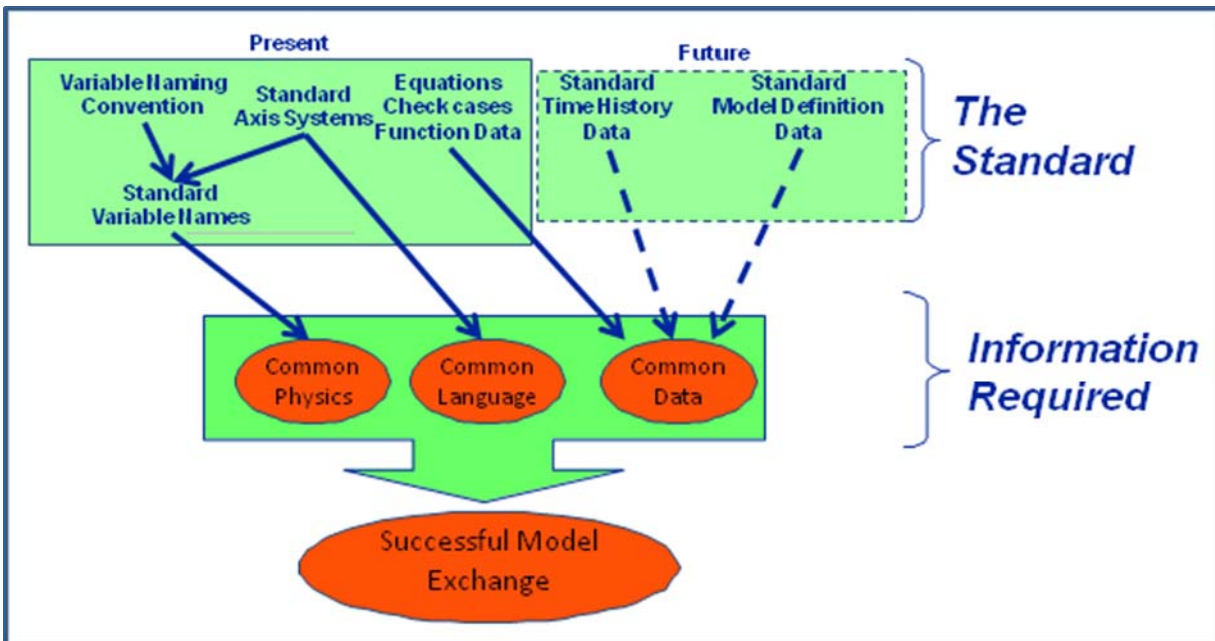 Present
Future
Variable Naming
Convention
Standard
Axis Systems
Equations
Check cases
Function Data
Standard
Time History
Data
Standard
Model Definition
Data
Standard
Variable Names
The
Standard
Common
Physics
Common
Language
Common
Data
Information
Required
Successful Model
Exchange